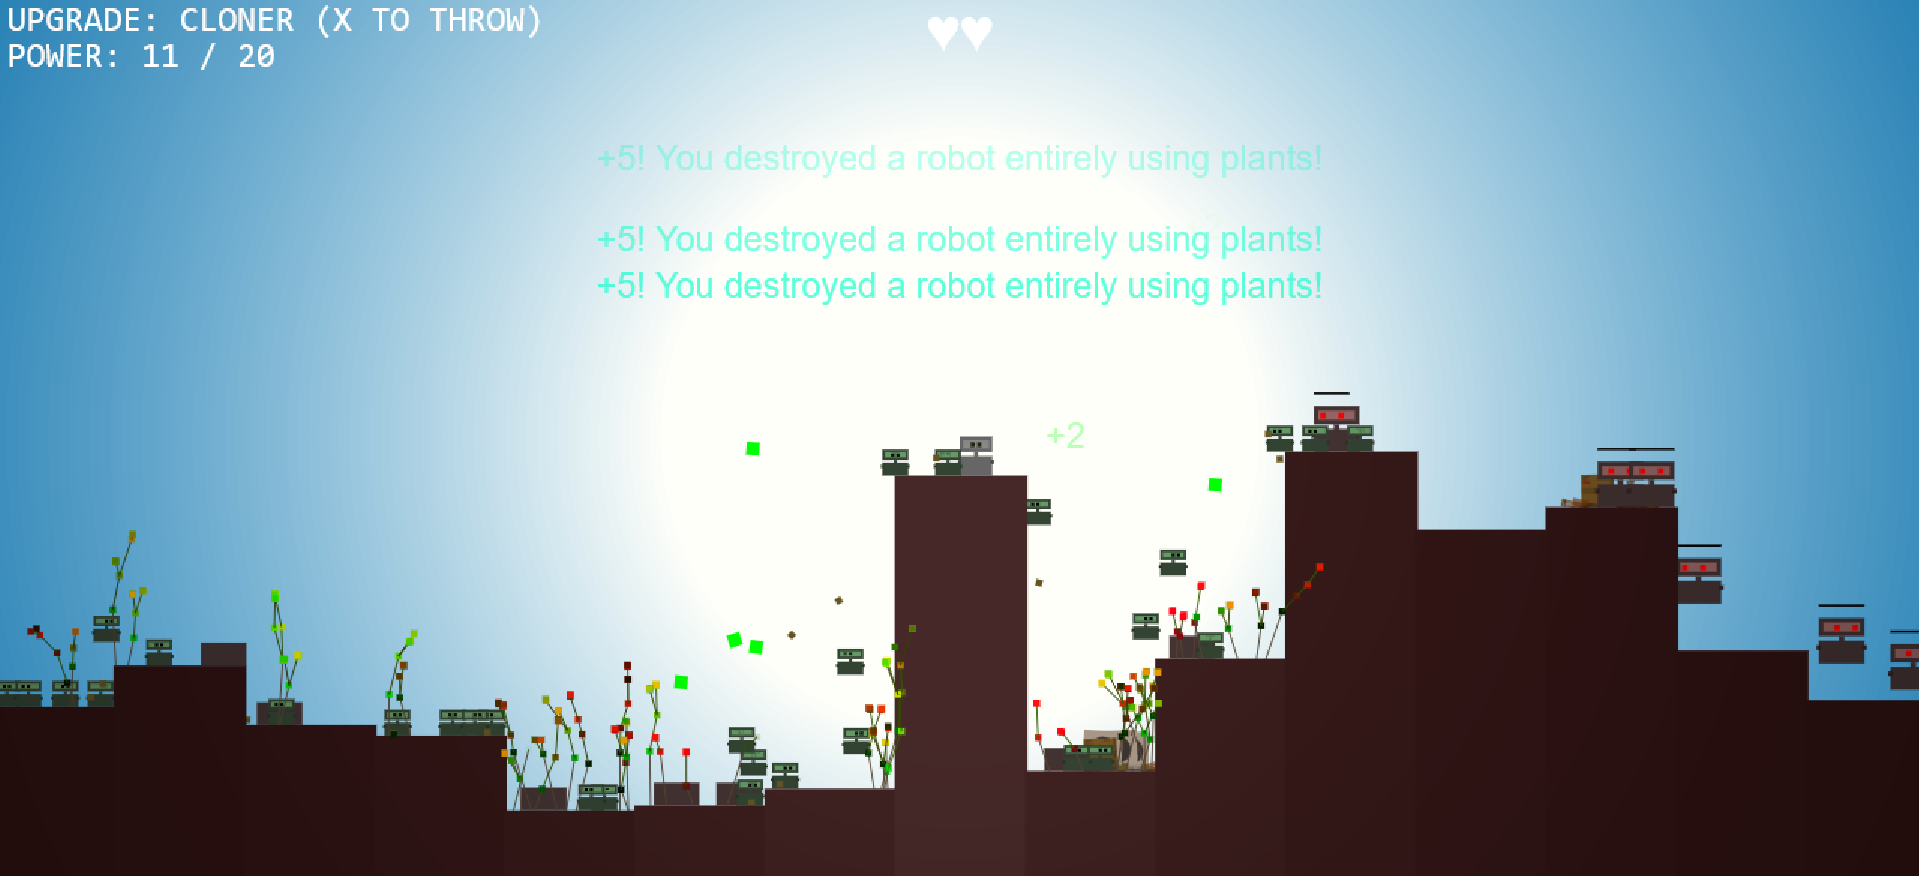 UPGRADE: CLONER (X TO THROW)
POWER: 11 / 20
+5! You destroyed a robot entirely using plants!
+5! You destroyed a robot entirely using plants!
+5! You destroyed a robot entirely using plants!
+2